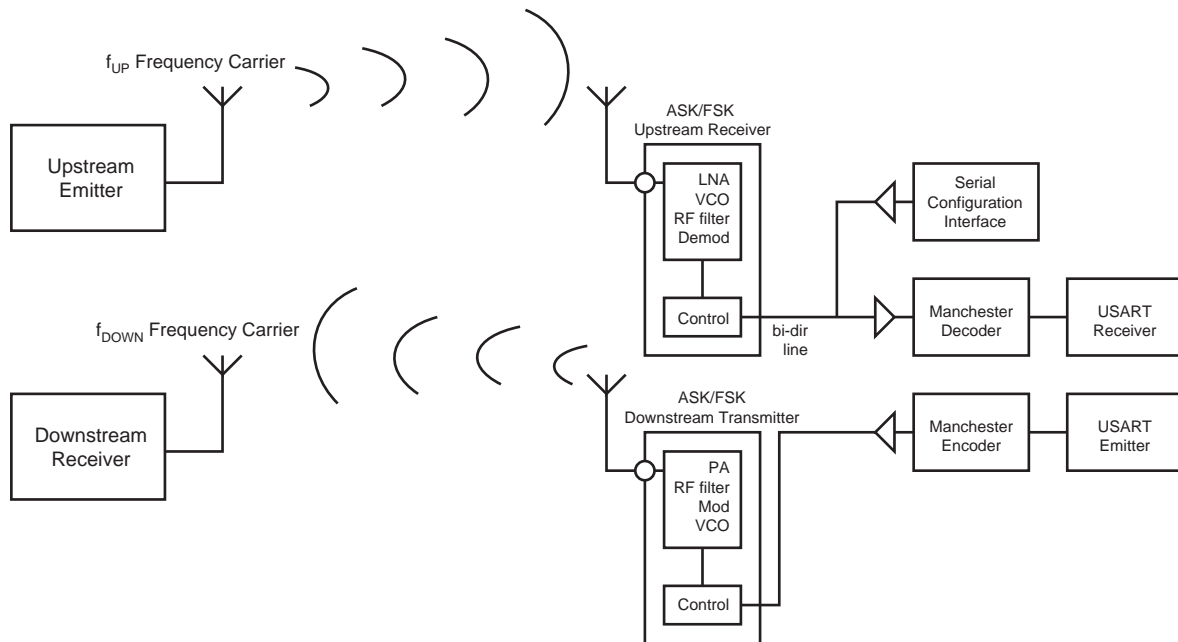 fUP Frequency Carrier
Upstream
Emitter
ASK/FSK
Upstream Receiver
LNA
VCO
RF filter
Demod
Control
bi-dir
line
Serial
Configuration
Interface
Manchester
Decoder
USART
Receiver
fDOWN Frequency Carrier
Downstream
Receiver
ASK/FSK
Downstream Transmitter
PA
RF filter
Mod
VCO
Control
Manchester
Encoder
USART
Emitter